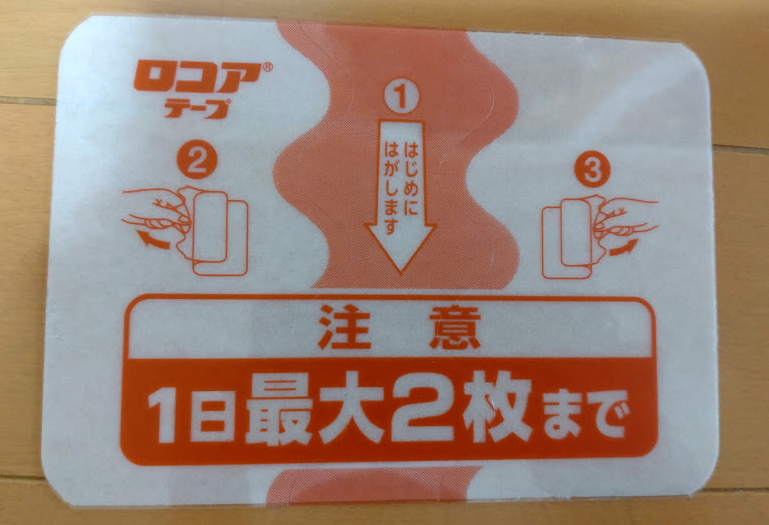 ロコア®
テープ
1
はじめに
はがします
2
3
注 意
1日最大2枚まで